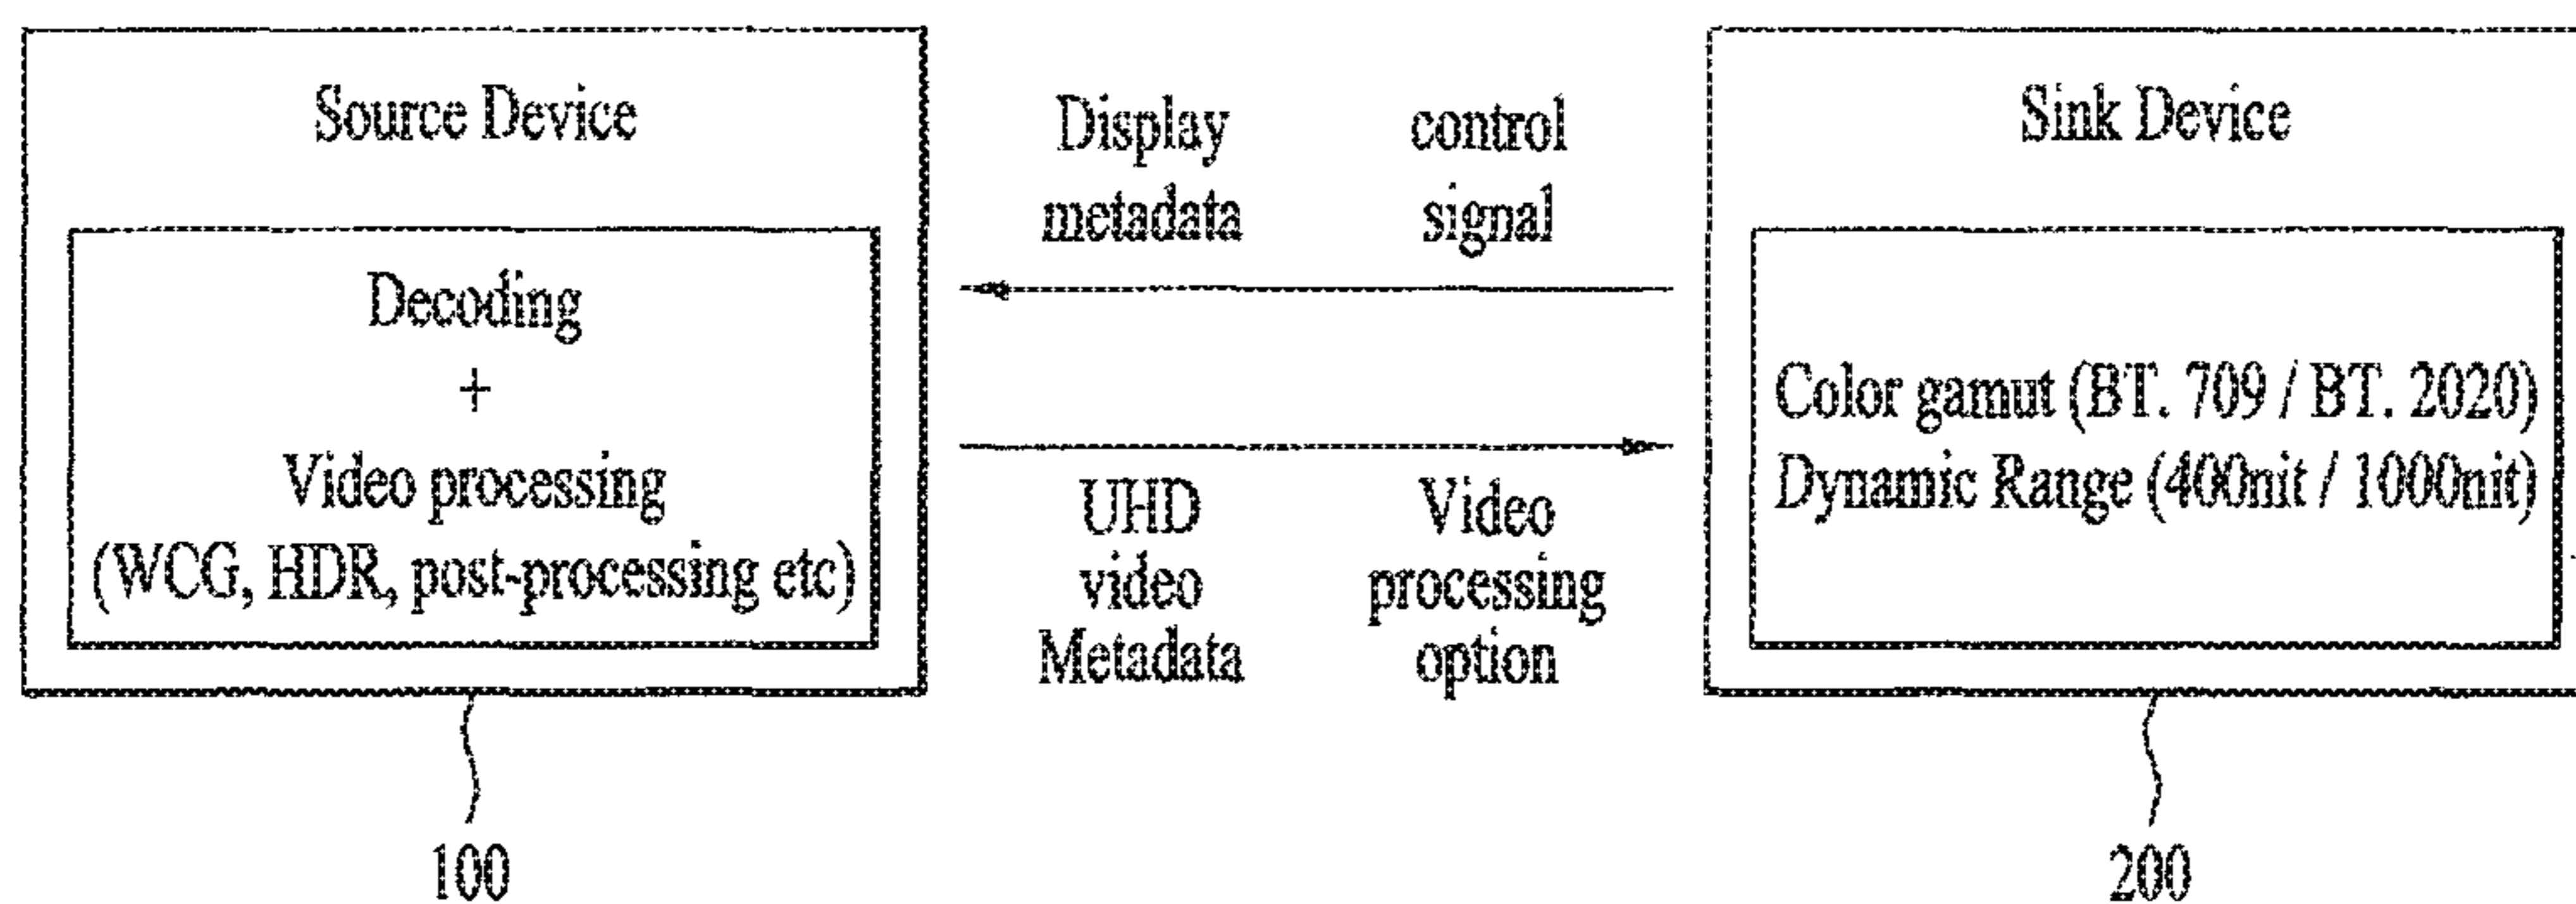 Source Device
Decoding
+
Video processing
(WCG, HDR, post-processing etc)
100
Display
metadata
control
signal
UHD
video
Metadata
Video
processing
option
Sink Device
Color gamut (BT. 709 / BT. 2020)
Dynamic Range (400nit / 1000nit)
200